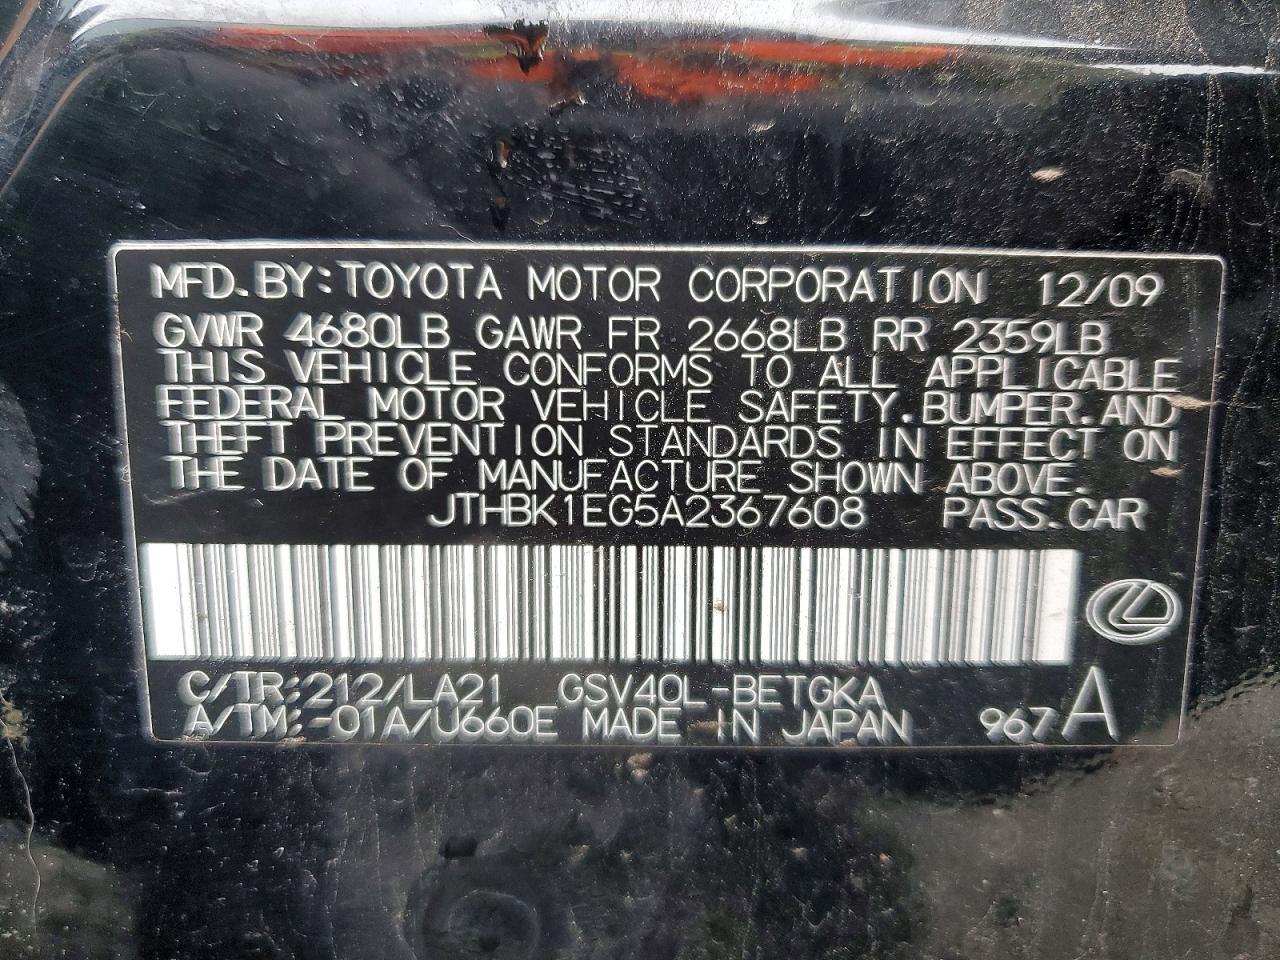 MFD.BY:TOYOTA MOTOR CORPORATION 12/09
GVWR 4680LB GAWR FR 2668LB RR 2359LB
THIS VEHICLE CONFORMS TO ALL APPLICABLE
FEDERAL MOTOR VEHICLE SAFETY.BUMPER.AND
THEFT PREVENTION STANDARDS IN EFFECT ON
THE DATE OF MANUFACTURE SHOWN ABOVE.
JTHBK1EG5A2367608 PASS.CAR
C/TR:212/LA21 GSV40L-BETGKA
A/TM:-01A/U660E MADE IN JAPAN 967 A